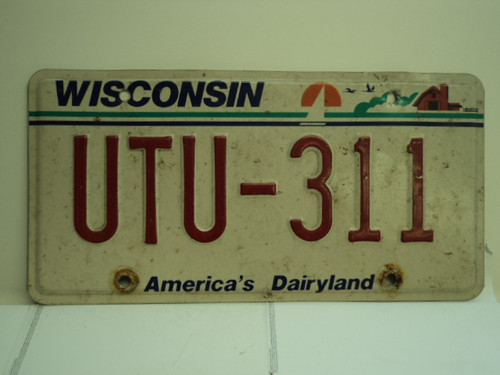 WISCONSIN
UTU-311
America's Dairyland